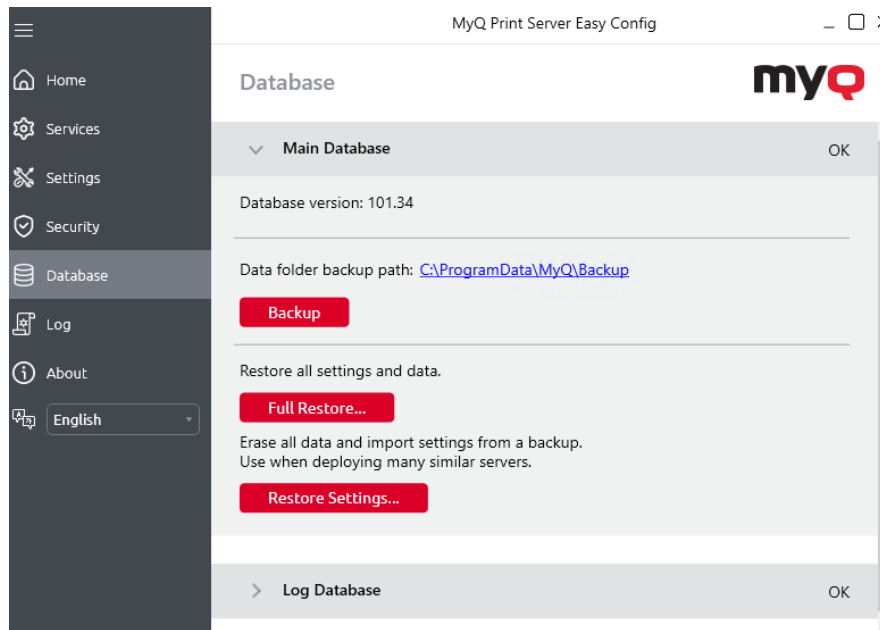 MyQ Print Server Easy Config
Home
Services
Settings
Security
Database
Log
About
English
Database
myQ
Main Database
OK
Database version: 101.34
Data folder backup path: C:\ProgramData\MyQ\Backup
Backup
Restore all settings and data.
Full Restore...
Erase all data and import settings from a backup.
Use when deploying many similar servers.
Restore Settings...
Log Database
OK